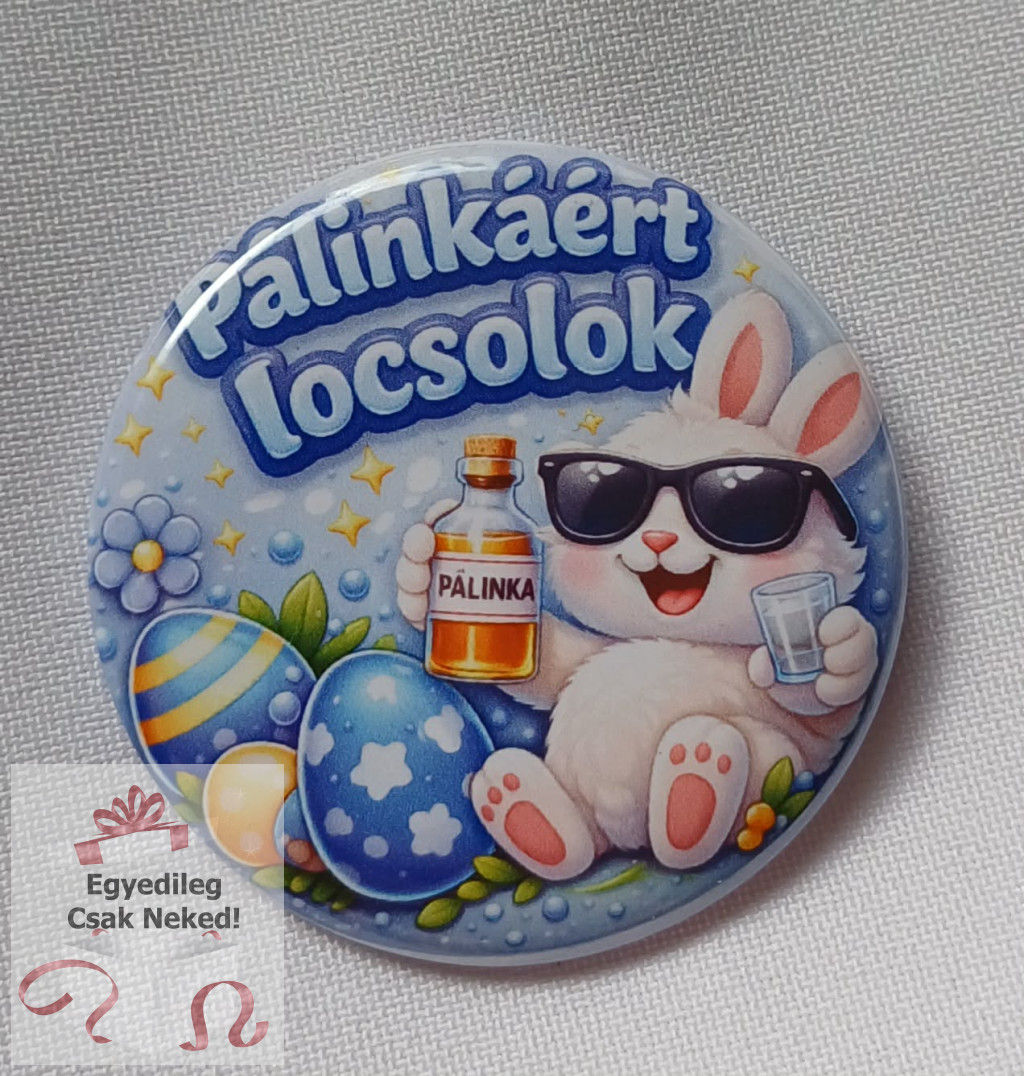 Pálinkáért
locsolok
PÁLINKA
Egyedileg
Csak Neked!